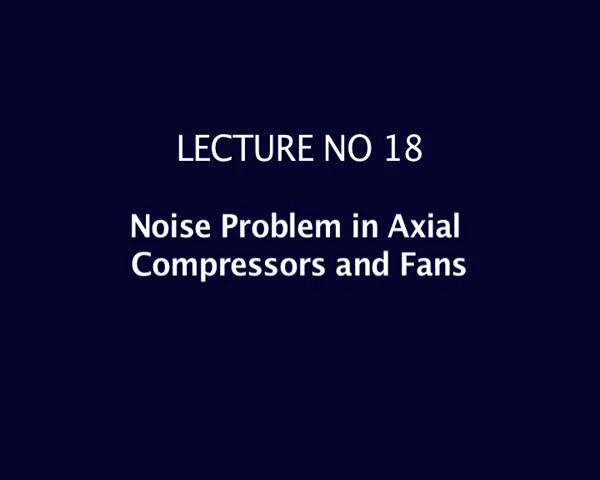 LECTURE NO 18
Noise Problem in Axial
Compressors and Fans